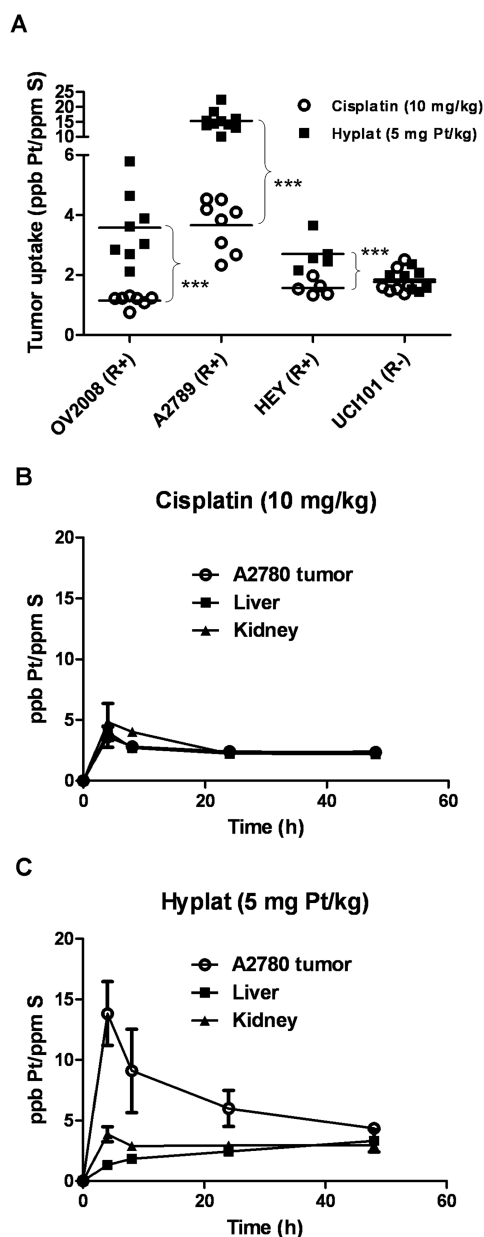 A
Tumor uptake (ppb Pt/ppm S)
25
20
15
10
6
4
2
0
Cisplatin (10 mg/kg)
Hyplat (5 mg Pt/kg)
***
***
***
OV2008 (R+)
A2789 (R+)
HEY (R+)
UCI101 (R-)
B
Cisplatin (10 mg/kg)
ppb Pt/ppm S
20
15
10
5
0
A2780 tumor
Liver
Kidney
0 20 40 60
Time (h)
C
Hyplat (5 mg Pt/kg)
ppb Pt/ppm S
20
15
10
5
0
A2780 tumor
Liver
Kidney
0 20 40 60
Time (h)